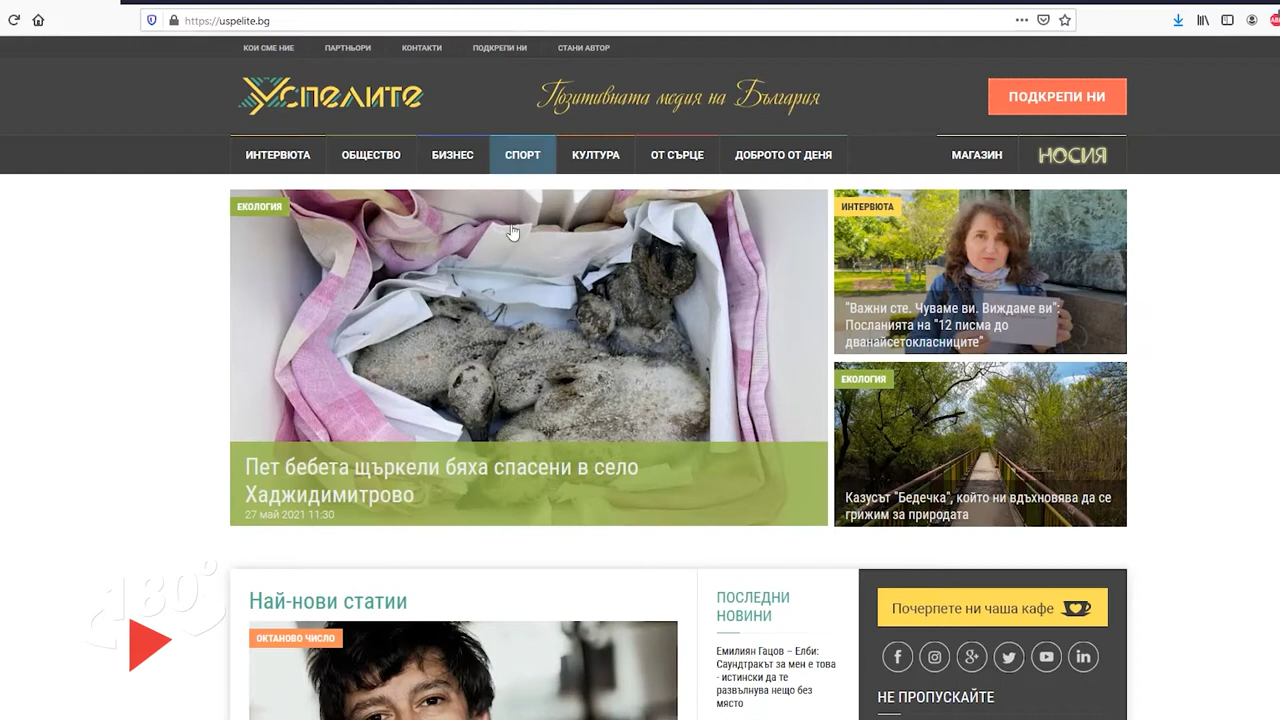 https://uspelite.bg
КОИ СМЕ НИЕ ПАРТНЬОРИ КОНТАКТИ ПОДКРЕПИ НИ СТАНИ АВТОР
Успелите
Позитивната медия на България
ПОДКРЕПИ НИ
ИНТЕРВЮТА ОБЩЕСТВО БИЗНЕС СПОРТ КУЛТУРА ОТ СЪРЦЕ ДОБРОТО ОТ ДЕНЯ МАГАЗИН НОСИЯ
ЕКОЛОГИЯ
Пет бебета щъркели бяха спасени в село
Хаджидимитрово
27 май 2021 11:30
ИНТЕРВЮТА
"Важни сте. Чуваме ви. Виждаме ви":
Посланията на "12 писма до
дванайсетокласниците"
ЕКОЛОГИЯ
Казусът "Бедечка", който ни вдъхновява да се
грижим за природата
180°
Най-нови статии
ОКТАНОВО ЧИСЛО
ПОСЛЕДНИ
НОВИНИ
Емилиян Гацов – Елби:
Саундтракът за мен е това
- истински да те
развълнува нещо без
място
Почерпете ни чаша кафе
НЕ ПРОПУСКАЙТЕ